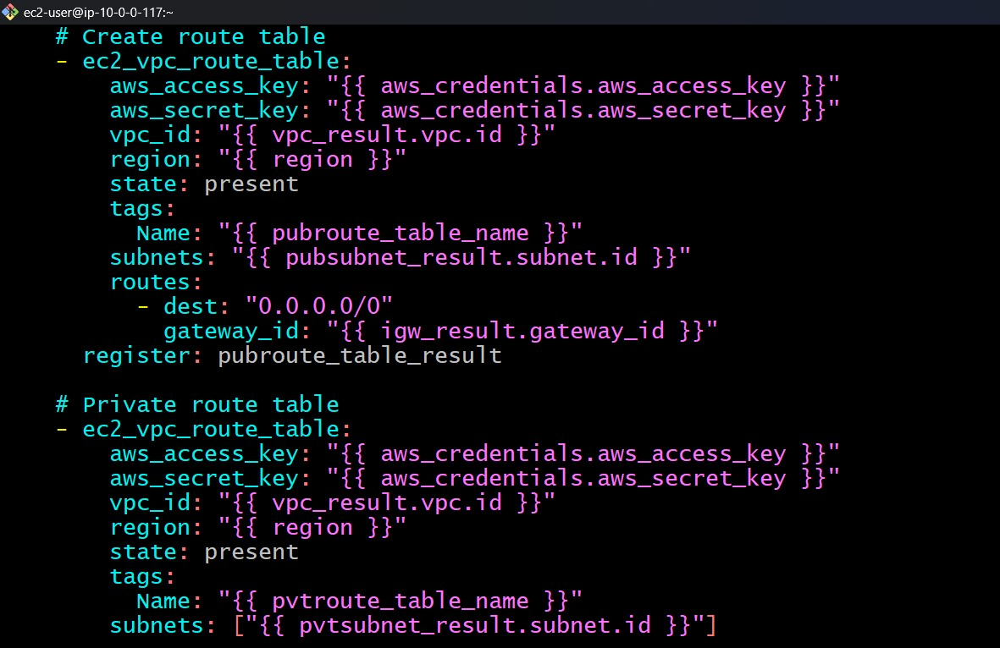 ec2-user@ip-10-0-0-117:~
# Create route table
- ec2_vpc_route_table:
aws_access_key: "{{ aws_credentials.aws_access_key }}"
aws_secret_key: "{{ aws_credentials.aws_secret_key }}"
vpc_id: "{{ vpc_result.vpc.id }}"
region: "{{ region }}"
state: present
tags:
Name: "{{ pubroute_table_name }}"
subnets: "{{ pubsubnet_result.subnet.id }}"
routes:
- dest: "0.0.0.0/0"
gateway_id: "{{ igw_result.gateway_id }}"
register: pubroute_table_result
# Private route table
- ec2_vpc_route_table:
aws_access_key: "{{ aws_credentials.aws_access_key }}"
aws_secret_key: "{{ aws_credentials.aws_secret_key }}"
vpc_id: "{{ vpc_result.vpc.id }}"
region: "{{ region }}"
state: present
tags:
Name: "{{ pvtroute_table_name }}"
subnets: ["{{ pvtsubnet_result.subnet.id }}"]